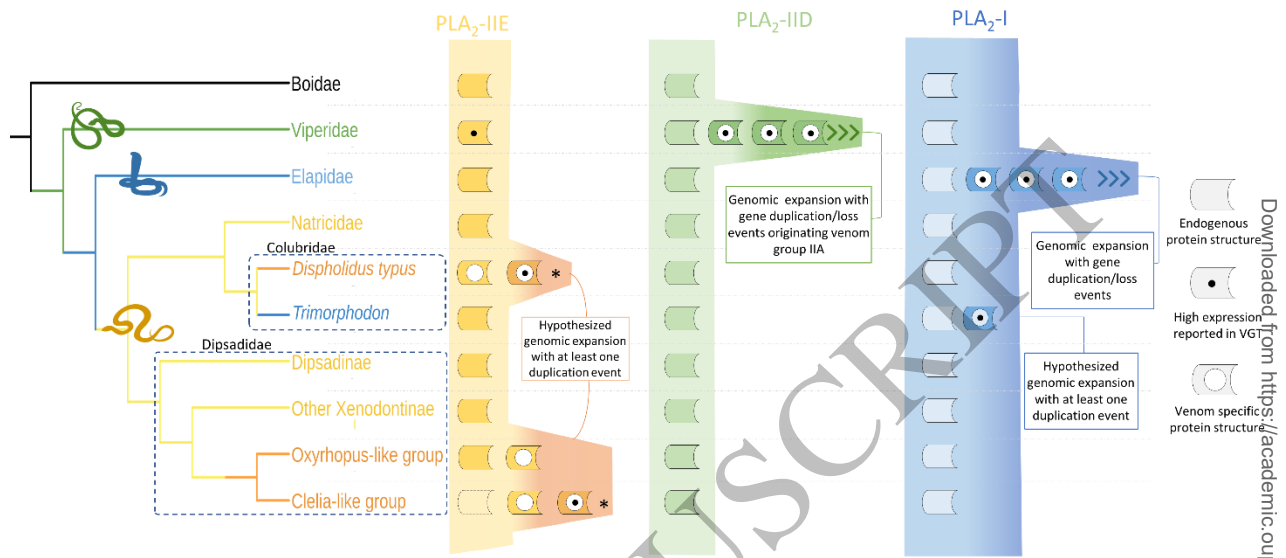 PLA2-IIE
PLA2-IID
PLA2-I
Boidae
Viperidae
Elapidae
Natricidae
Colubridae
Dispholidus typus
Trimorphodon
Dipsadidae
Dipsadinae
Other Xenodontinae
Oxyrhopus-like group
Clelia-like group
*
*
Hypothesized
genomic expansion
with at least one
duplication event
Genomic expansion with
gene duplication/loss
events originating venom
group IIA
Genomic expansion
with gene
duplication/loss
events
Hypothesized
genomic expansion
with at least one
duplication event
Endogenous
protein structure
High expression
reported in VGT
Venom specific
protein structure
USCRIPT
Downloaded from https://academic.ou